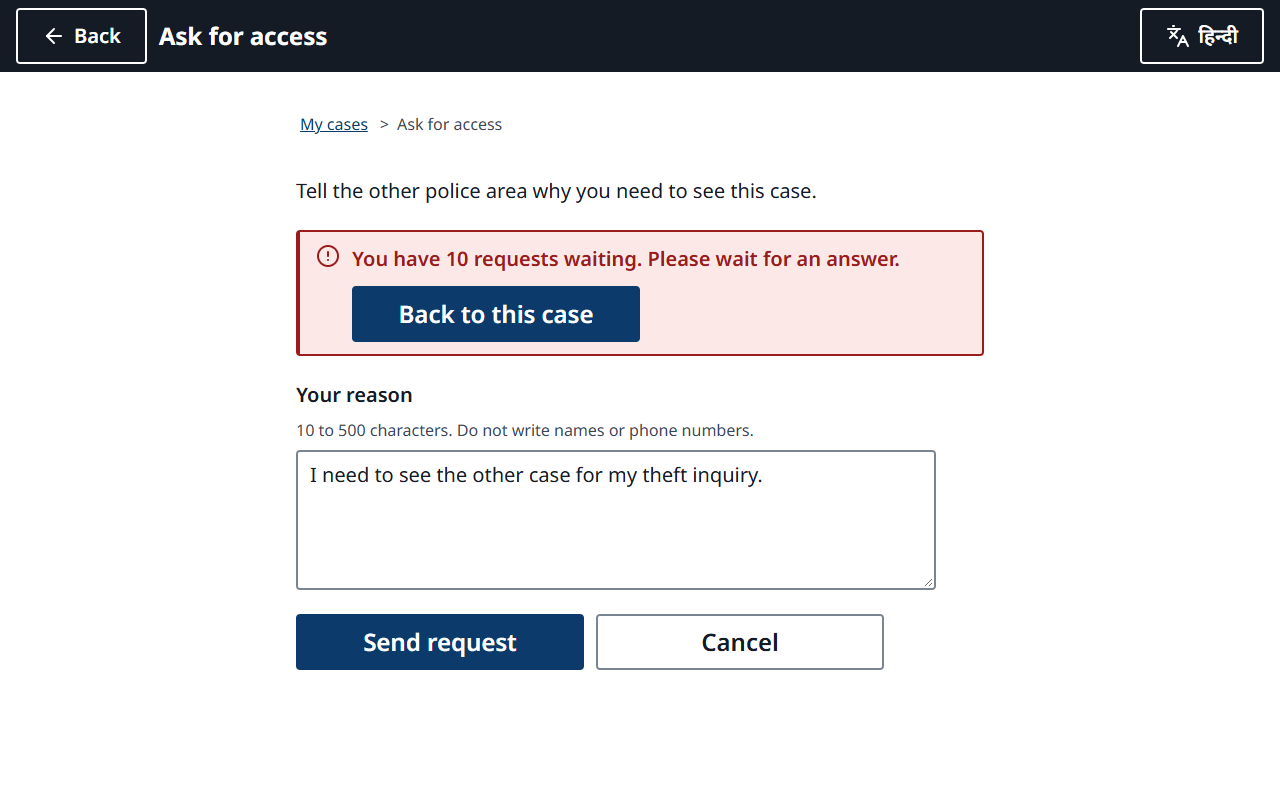 Back
Ask for access
हिन्दी
My cases > Ask for access
Tell the other police area why you need to see this case.
You have 10 requests waiting. Please wait for an answer.
Back to this case
Your reason
10 to 500 characters. Do not write names or phone numbers.
I need to see the other case for my theft inquiry.
Send request
Cancel